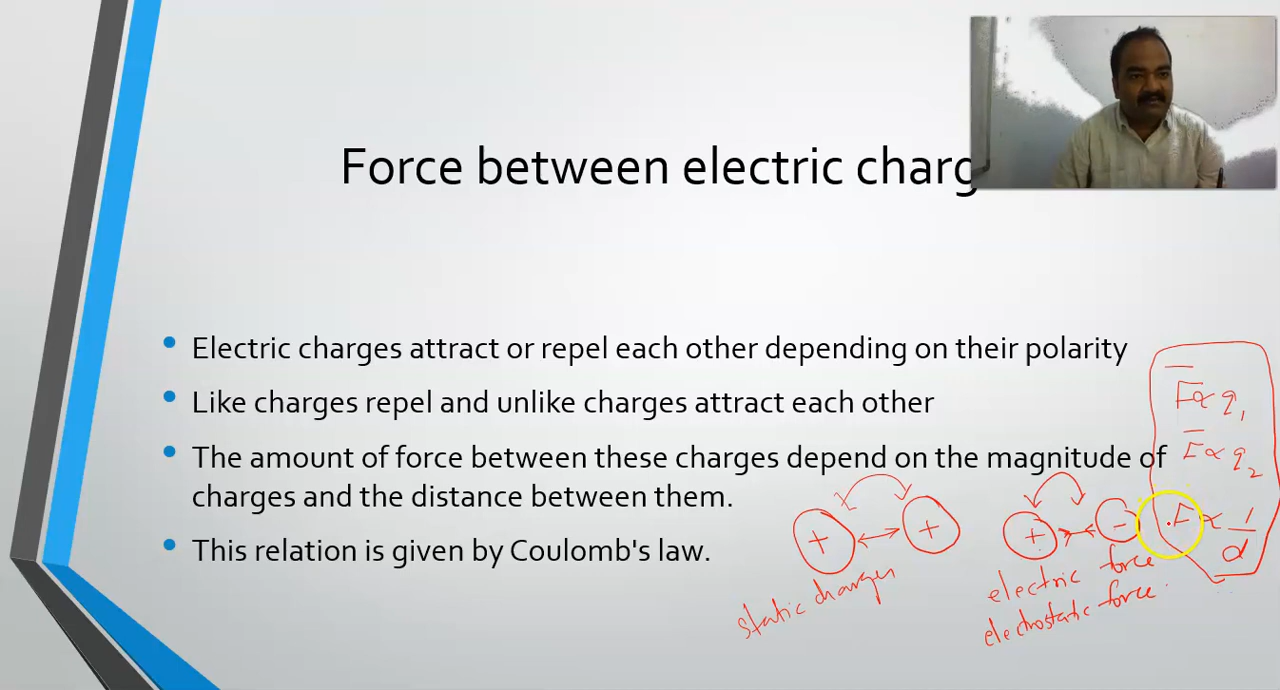 Force between electric charg
Electric charges attract or repel each other depending on their polarity
Like charges repel and unlike charges attract each other
The amount of force between these charges depend on the magnitude of
charges and the distance between them.
This relation is given by Coulomb's law.
F ∝ q₁
F ∝ q₂
F ∝ 1/d
+ + + −
static charges
electric force
electrostatic force